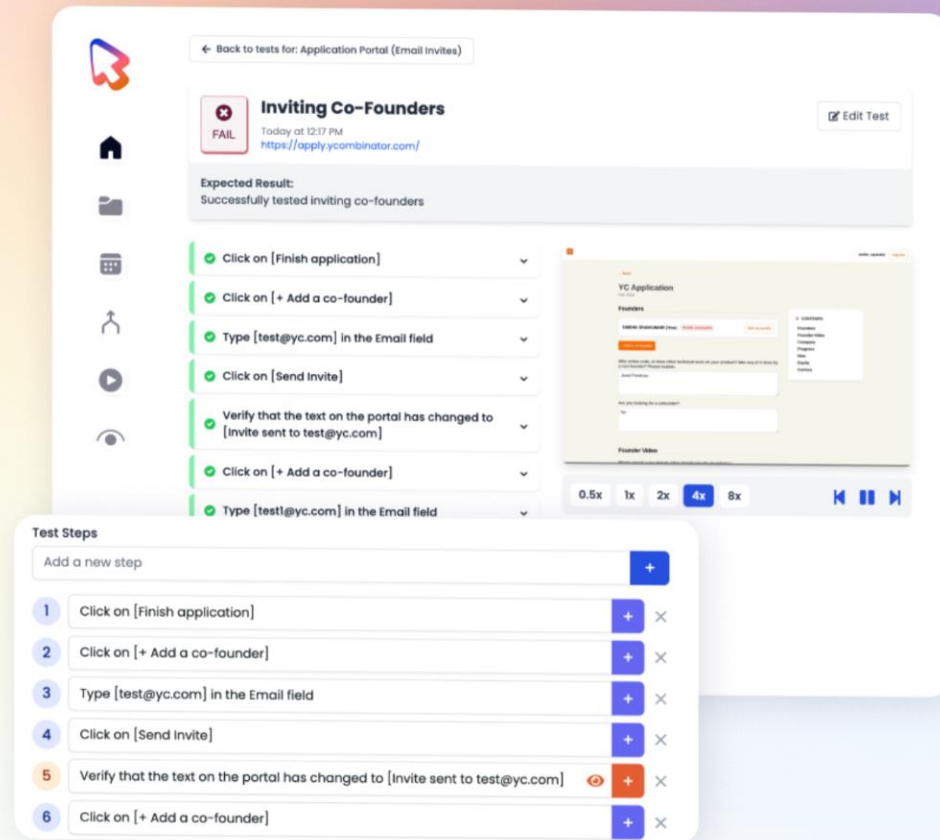 ← Back to tests for: Application Portal (Email Invites)
FAIL
Inviting Co-Founders
Today at 12:17 PM
https://apply.ycombinator.com/
Edit Test
Expected Result:
Successfully tested inviting co-founders
Click on [Finish application]
Click on [+ Add a co-founder]
Type [test@yc.com] in the Email field
Click on [Send Invite]
Verify that the text on the portal has changed to
[Invite sent to test@yc.com]
Click on [+ Add a co-founder]
Type [test1@yc.com] in the Email field
YC Application
Founders
Founder Video
0.5x 1x 2x 4x 8x
Test Steps
Add a new step
+
1 Click on [Finish application] +
2 Click on [+ Add a co-founder] +
3 Type [test@yc.com] in the Email field +
4 Click on [Send Invite] +
5 Verify that the text on the portal has changed to [Invite sent to test@yc.com] +
6 Click on [+ Add a co-founder] +